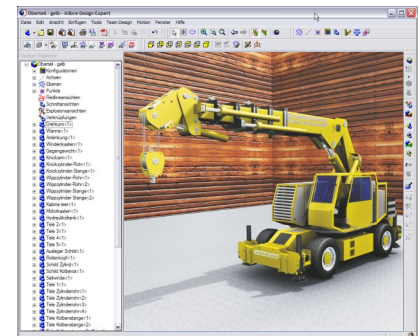 Oberteil - gelb - Alibre Design Expert
Datei Edit Ansicht Einfügen Tools Team Design Motion Fenster Hilfe
Oberteil - gelb
Konfigurationen
Achsen
Ebenen
Punkte
Redlineansichten
Schnittansichten
Explosionsansichten
Verknüpfungen
Drehturm<1>
Wanne<1>
Anlenkung<1>
Windenkasten<1>
Gegengewicht<1>
Knickarm<1>
Knickzylinder-Rohr<1>
Knickzylinder-Stange<1>
Wippzylinder-Rohr<1>
Wippzylinder-Rohr<2>
Wippzylinder-Stange<1>
Wippzylinder-Stange<2>
Kabine leer<1>
Motorkasten<1>
Hydrauliktank<1>
Tele 2<1>
Tele 3<1>
Tele 4<1>
Tele 5<1>
Ausleger Schild<1>
Rollenkopf<1>
Schild Zylind<1>
Schild Kolbenst<1>
Seilwinde<1>
Tele 1<1>
Tele Zylinderrohr<1>
Tele Zylinderrohr<2>
Tele Zylinderrohr<3>
Tele Zylinderrohr<4>
Tele Kolbenstange<1>
Tele Kolbenstange<2>